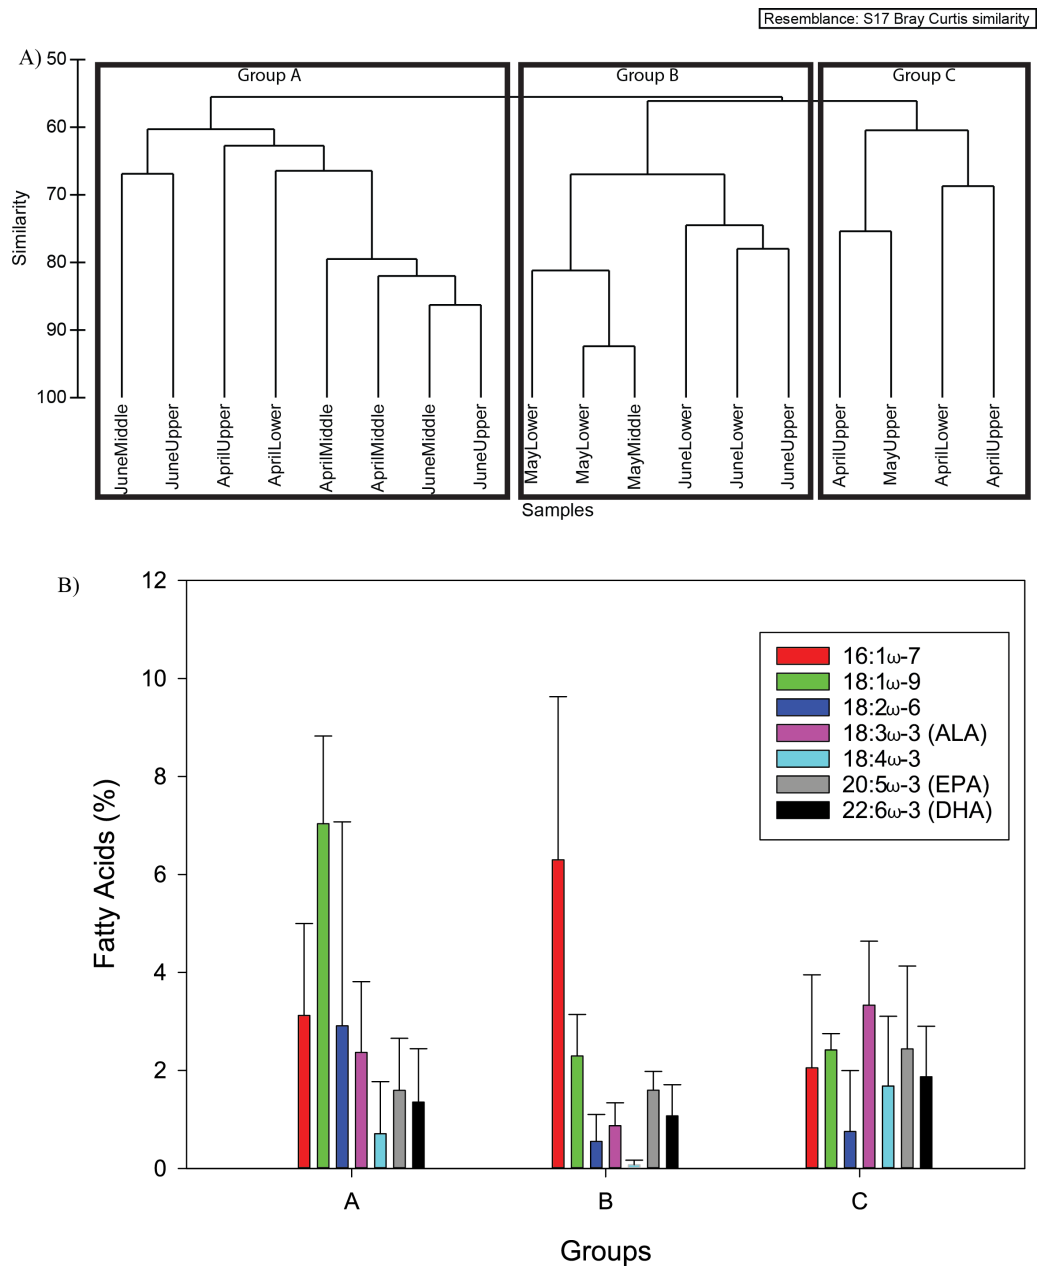 Resemblance: S17 Bray Curtis similarity
A)
Group A
Group B
Group C
50
60
70
80
90
100
Similarity
JuneMiddle
JuneUpper
AprilUpper
AprilLower
AprilMiddle
AprilMiddle
JuneMiddle
JuneUpper
MayLower
MayLower
MayMiddle
JuneLower
JuneLower
JuneUpper
AprilUpper
MayUpper
AprilLower
AprilUpper
Samples
B)
12
10
8
6
4
2
0
Fatty Acids (%)
16:1ω-7
18:1ω-9
18:2ω-6
18:3ω-3 (ALA)
18:4ω-3
20:5ω-3 (EPA)
22:6ω-3 (DHA)
A
B
C
Groups